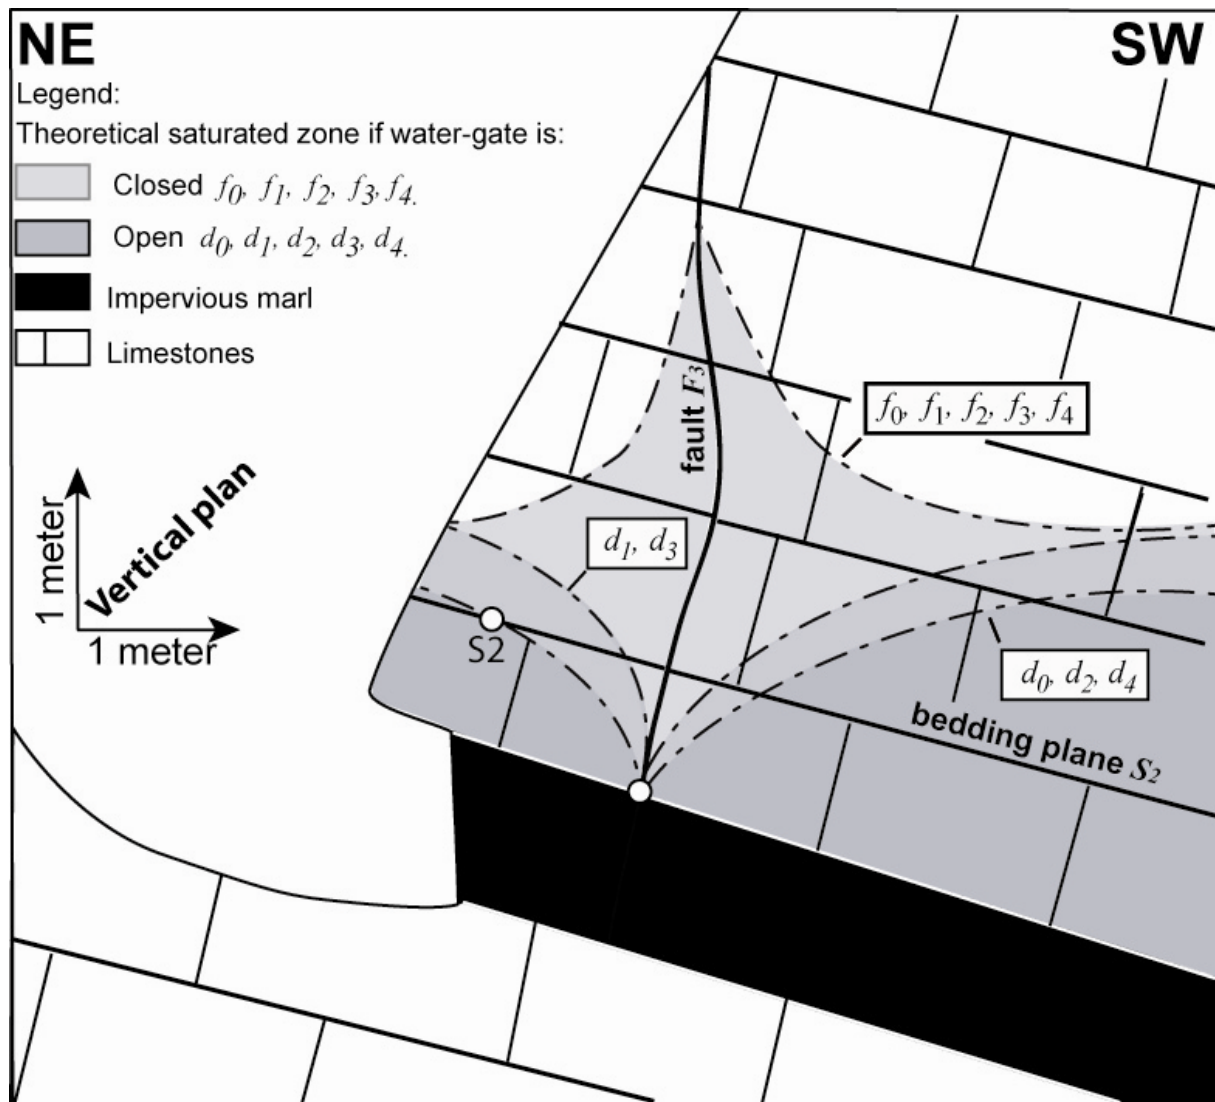 NE
SW
Legend:
Theoretical saturated zone if water-gate is:
Closed f0, f1, f2, f3, f4.
Open d0, d1, d2, d3, d4.
Impervious marl
Limestones
1 meter
Vertical plan
1 meter
fault F3
f0, f1, f2, f3, f4
d1, d3
S2
d0, d2, d4
bedding plane S2